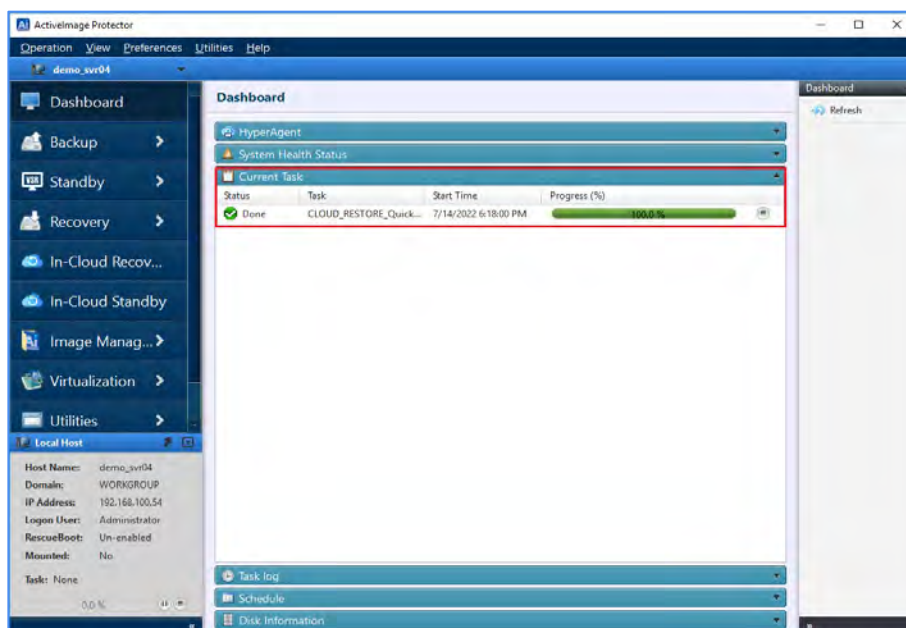 ActiveImage Protector
Operation View Preferences Utilities Help
demo_svr04
Dashboard
Backup
Standby
Recovery
In-Cloud Recov...
In-Cloud Standby
Image Manag...
Virtualization
Utilities
Local Host
Host Name: demo_svr04
Domain: WORKGROUP
IP Address: 192.168.100.54
Logon User: Administrator
RescueBoot: Un-enabled
Mounted: No
Task: None
0.0 %
Dashboard
HyperAgent
System Health Status
Current Task
Status Task Start Time Progress (%)
Done CLOUD_RESTORE_Quick... 7/14/2022 6:18:00 PM 100.0 %
Task log
Schedule
Disk Information
Dashboard
Refresh